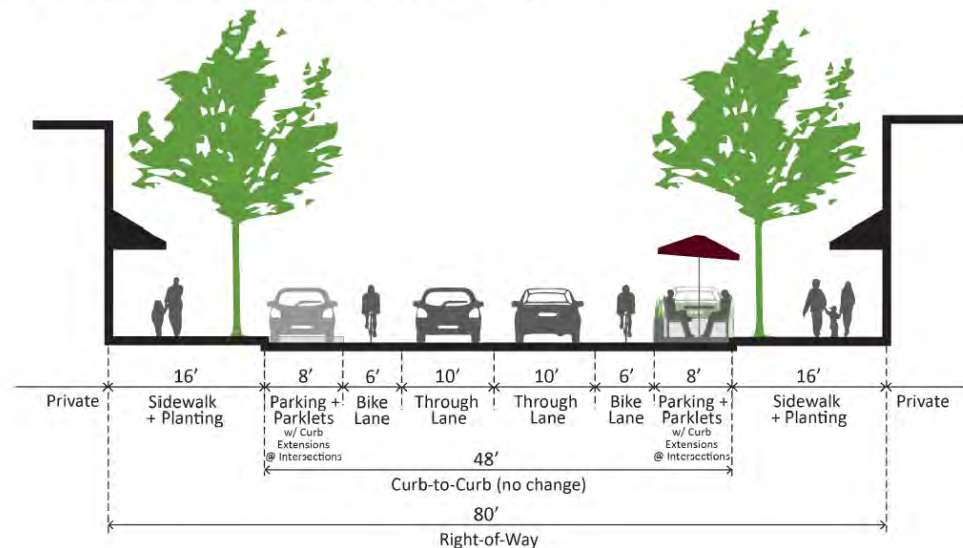 16’ 8’ 6’ 10’ 10’ 6’ 8’ 16’
Private
Sidewalk
+ Planting
Parking +
Parklets
w/ Curb
Extensions
@ Intersections
Bike
Lane
Through
Lane
Through
Lane
Bike
Lane
Parking +
Parklets
w/ Curb
Extensions
@ Intersections
Sidewalk
+ Planting
Private
48’
Curb-to-Curb (no change)
80’
Right-of-Way